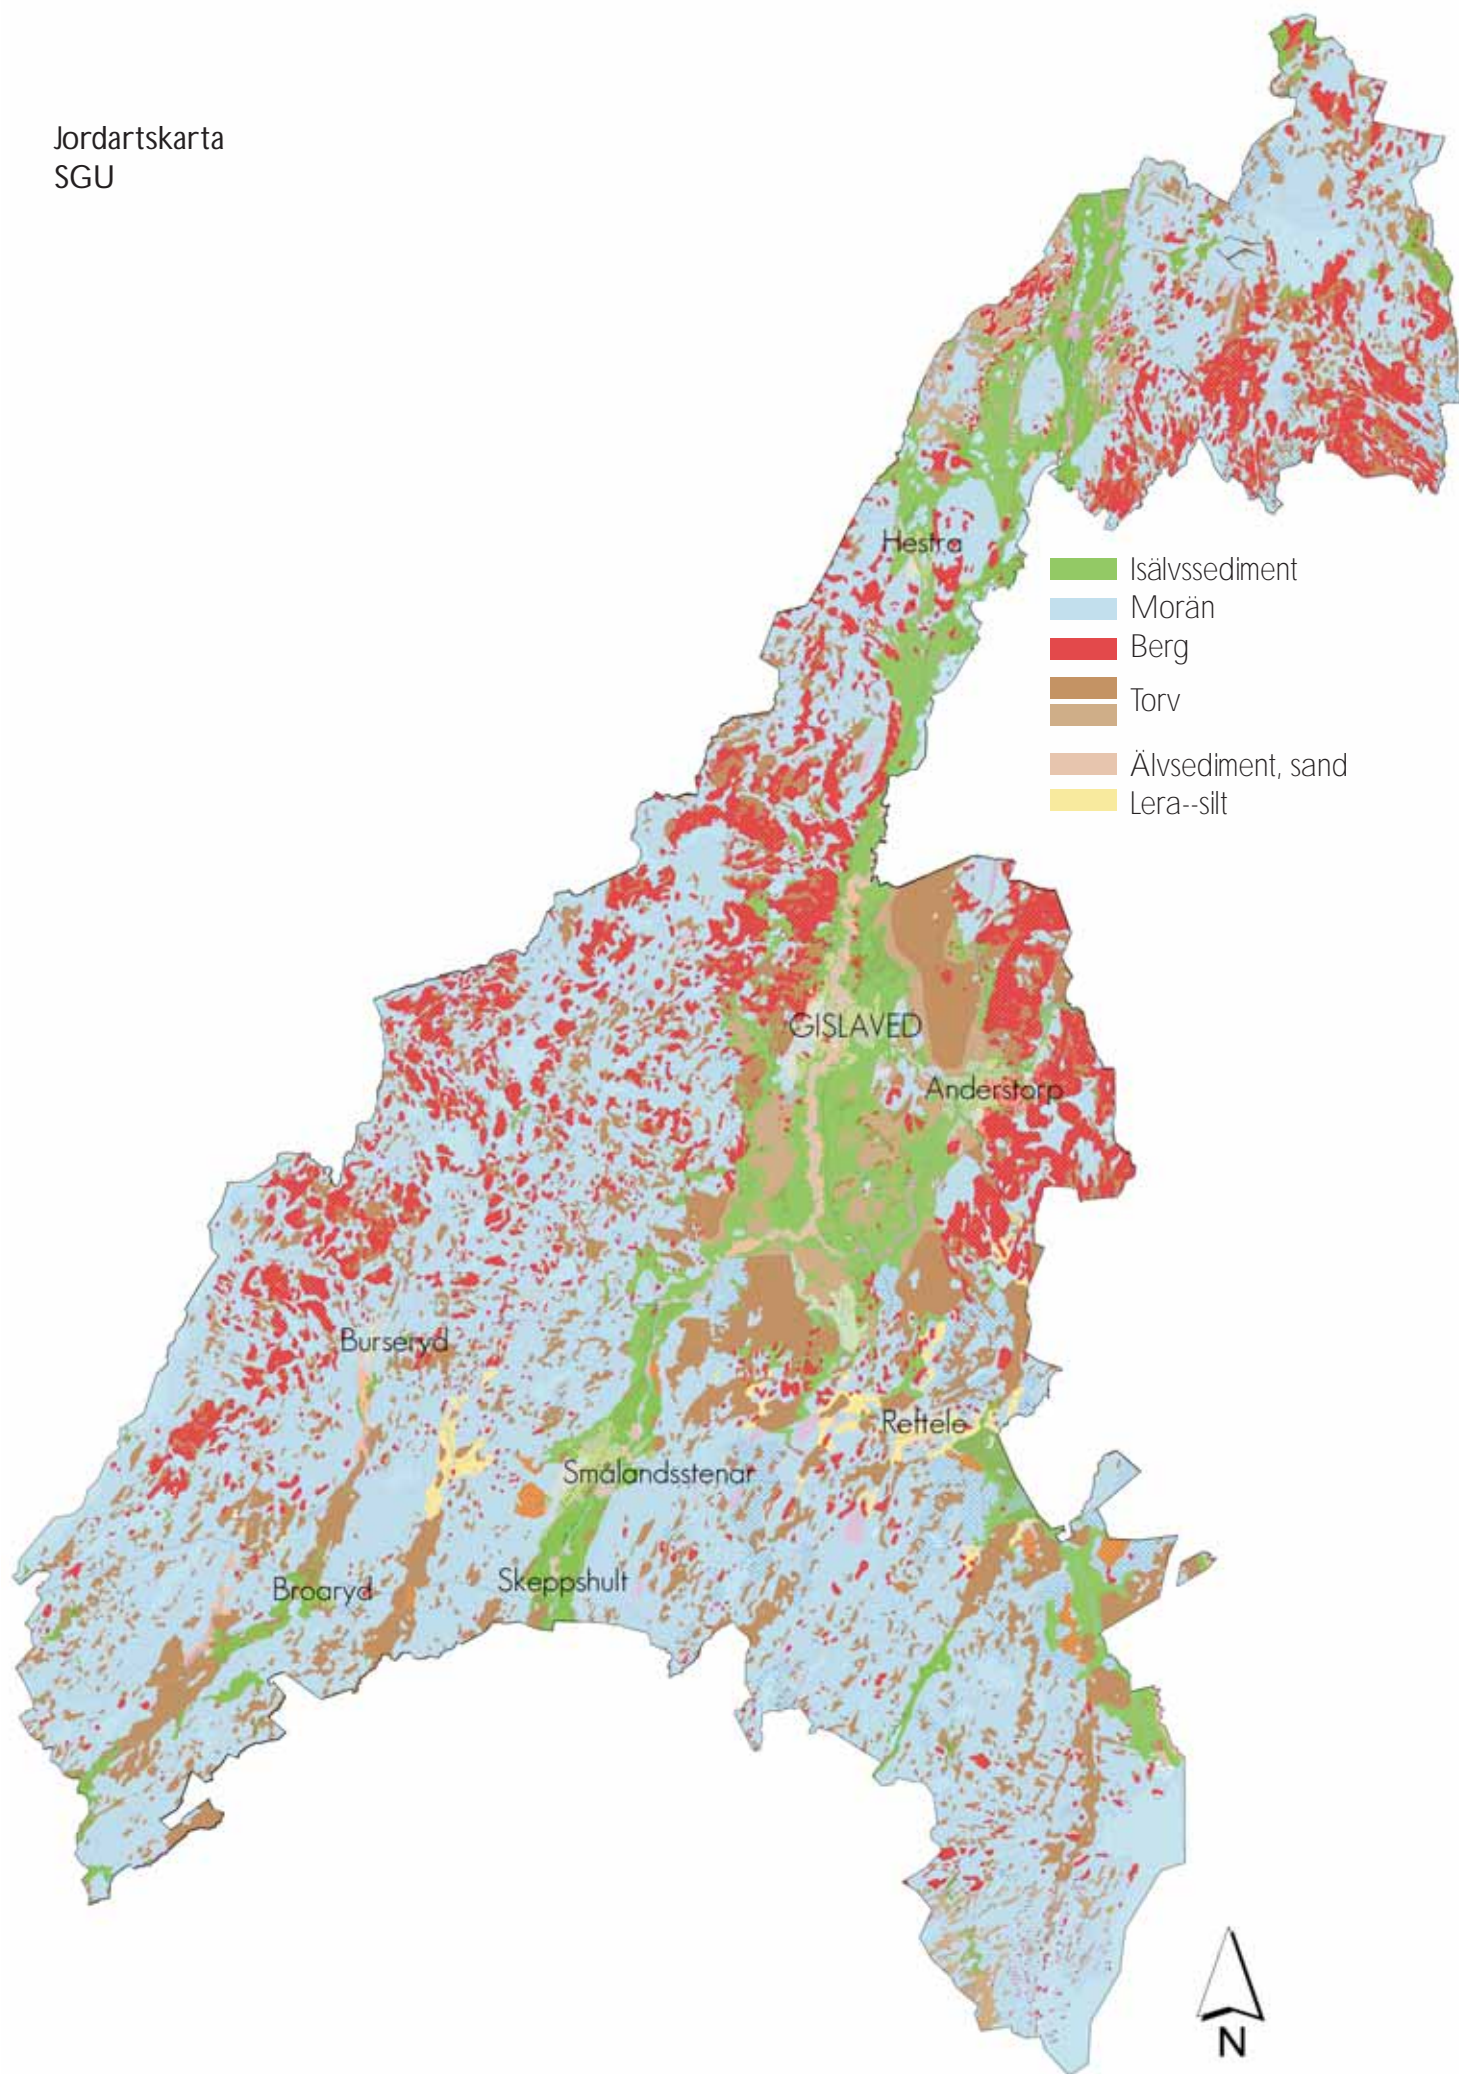 Jordartskarta
SGU
Hestra
Isälvssediment
Morän
Berg
Torv
Älvsediment, sand
Lera--silt
GISLAVED
Anderstorp
Burseryd
Reftele
Smålandsstenar
Broaryd
Skeppshult
N